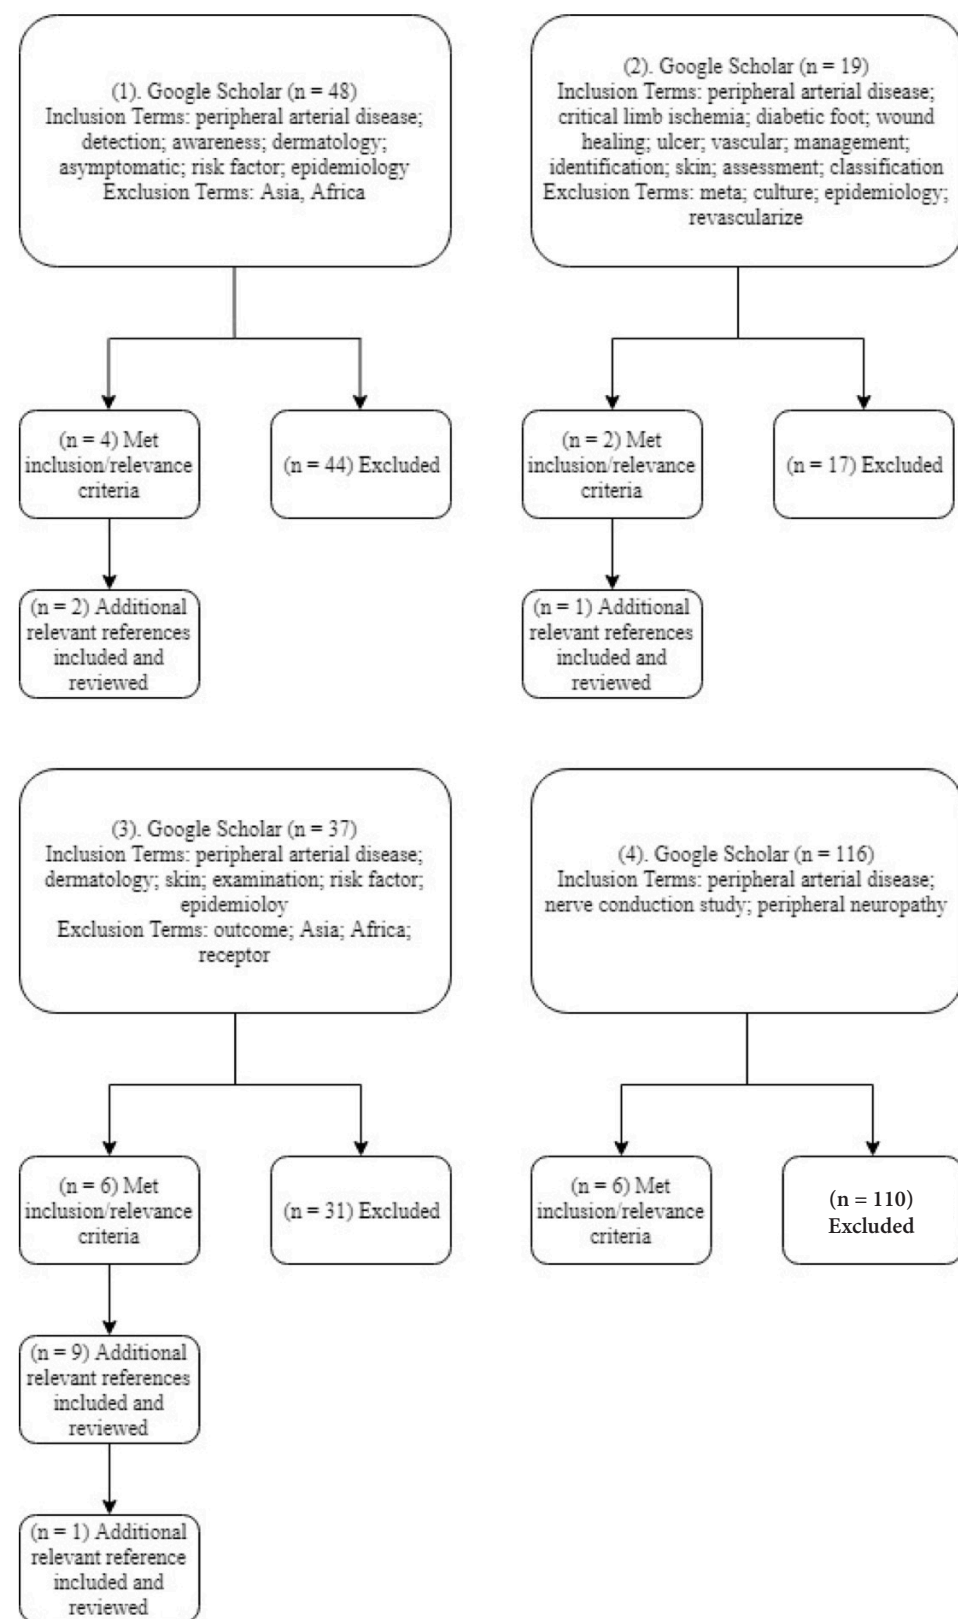 (1). Google Scholar (n = 48)
Inclusion Terms: peripheral arterial disease;
detection; awareness; dermatology;
asymptomatic; risk factor; epidemiology
Exclusion Terms: Asia, Africa
(n = 4) Met
inclusion/relevance
criteria
(n = 44) Excluded
(n = 2) Additional
relevant references
included and
reviewed
(2). Google Scholar (n = 19)
Inclusion Terms: peripheral arterial disease;
critical limb ischemia; diabetic foot; wound
healing; ulcer; vascular; management;
identification; skin; assessment; classification
Exclusion Terms: meta; culture; epidemiology;
revascularize
(n = 2) Met
inclusion/relevance
criteria
(n = 17) Excluded
(n = 1) Additional
relevant references
included and
reviewed
(3). Google Scholar (n = 37)
Inclusion Terms: peripheral arterial disease;
dermatology; skin; examination; risk factor;
epidemioloy
Exclusion Terms: outcome; Asia; Africa;
receptor
(n = 6) Met
inclusion/relevance
criteria
(n = 31) Excluded
(n = 9) Additional
relevant references
included and
reviewed
(n = 1) Additional
relevant reference
included and
reviewed
(4). Google Scholar (n = 116)
Inclusion Terms: peripheral arterial disease;
nerve conduction study; peripheral neuropathy
(n = 6) Met
inclusion/relevance
criteria
(n = 110)
Excluded